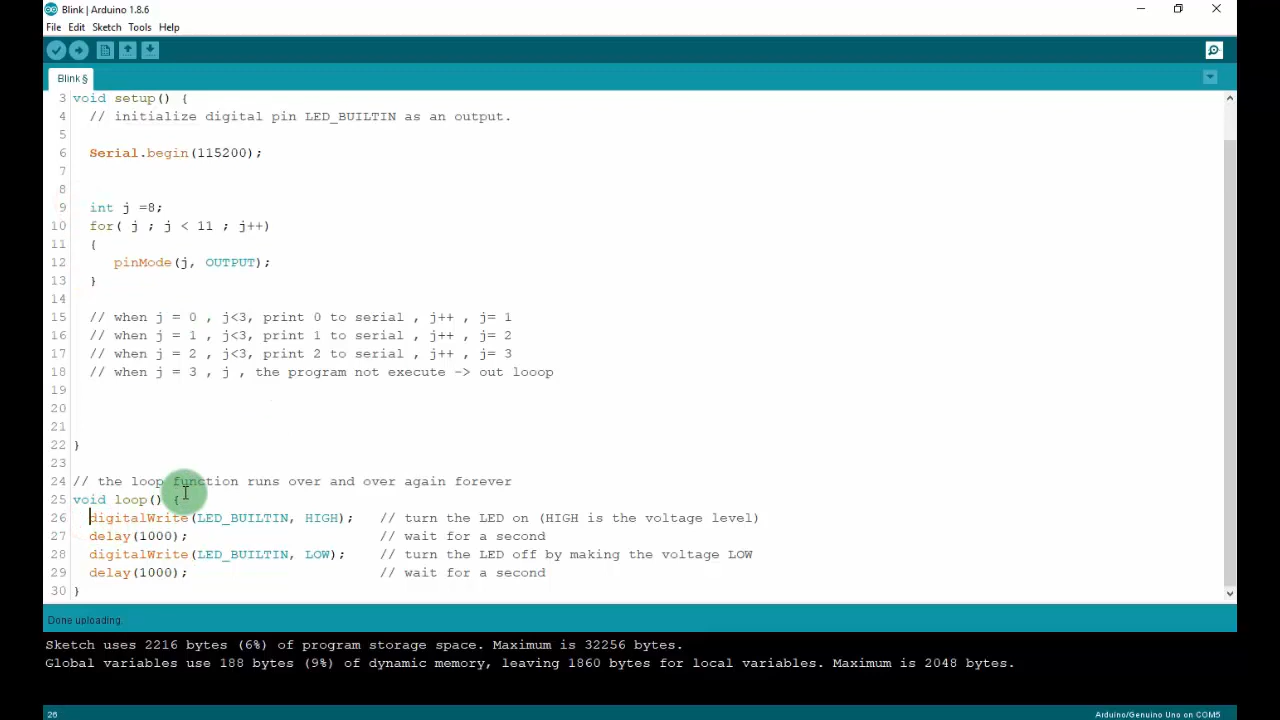 Blink | Arduino 1.8.6
File Edit Sketch Tools Help
Blink §
3 void setup() {
4 // initialize digital pin LED_BUILTIN as an output.
5
6 Serial.begin(115200);
7
8
9 int j =8;
10 for( j ; j < 11 ; j++)
11 {
12 pinMode(j, OUTPUT);
13 }
14
15 // when j = 0 , j<3, print 0 to serial , j++ , j= 1
16 // when j = 1 , j<3, print 1 to serial , j++ , j= 2
17 // when j = 2 , j<3, print 2 to serial , j++ , j= 3
18 // when j = 3 , j , the program not execute -> out looop
19
20
21
22 }
23
24 // the loop function runs over and over again forever
25 void loop() {
26 digitalWrite(LED_BUILTIN, HIGH); // turn the LED on (HIGH is the voltage level)
27 delay(1000); // wait for a second
28 digitalWrite(LED_BUILTIN, LOW); // turn the LED off by making the voltage LOW
29 delay(1000); // wait for a second
30 }
Done uploading.
Sketch uses 2216 bytes (6%) of program storage space. Maximum is 32256 bytes.
Global variables use 188 bytes (9%) of dynamic memory, leaving 1860 bytes for local variables. Maximum is 2048 bytes.
26 Arduino/Genuino Uno on COM5